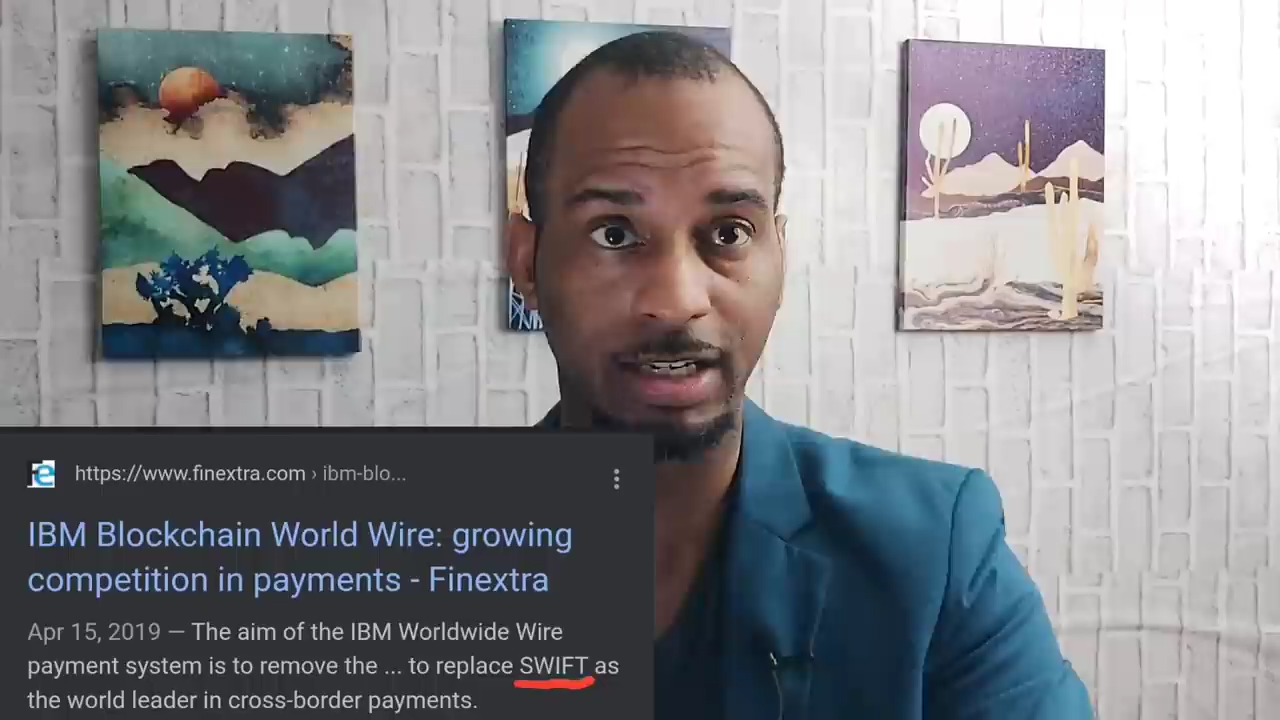 https://www.finextra.com › ibm-blo...
IBM Blockchain World Wire: growing
competition in payments - Finextra
Apr 15, 2019 — The aim of the IBM Worldwide Wire
payment system is to remove the ... to replace SWIFT as
the world leader in cross-border payments.